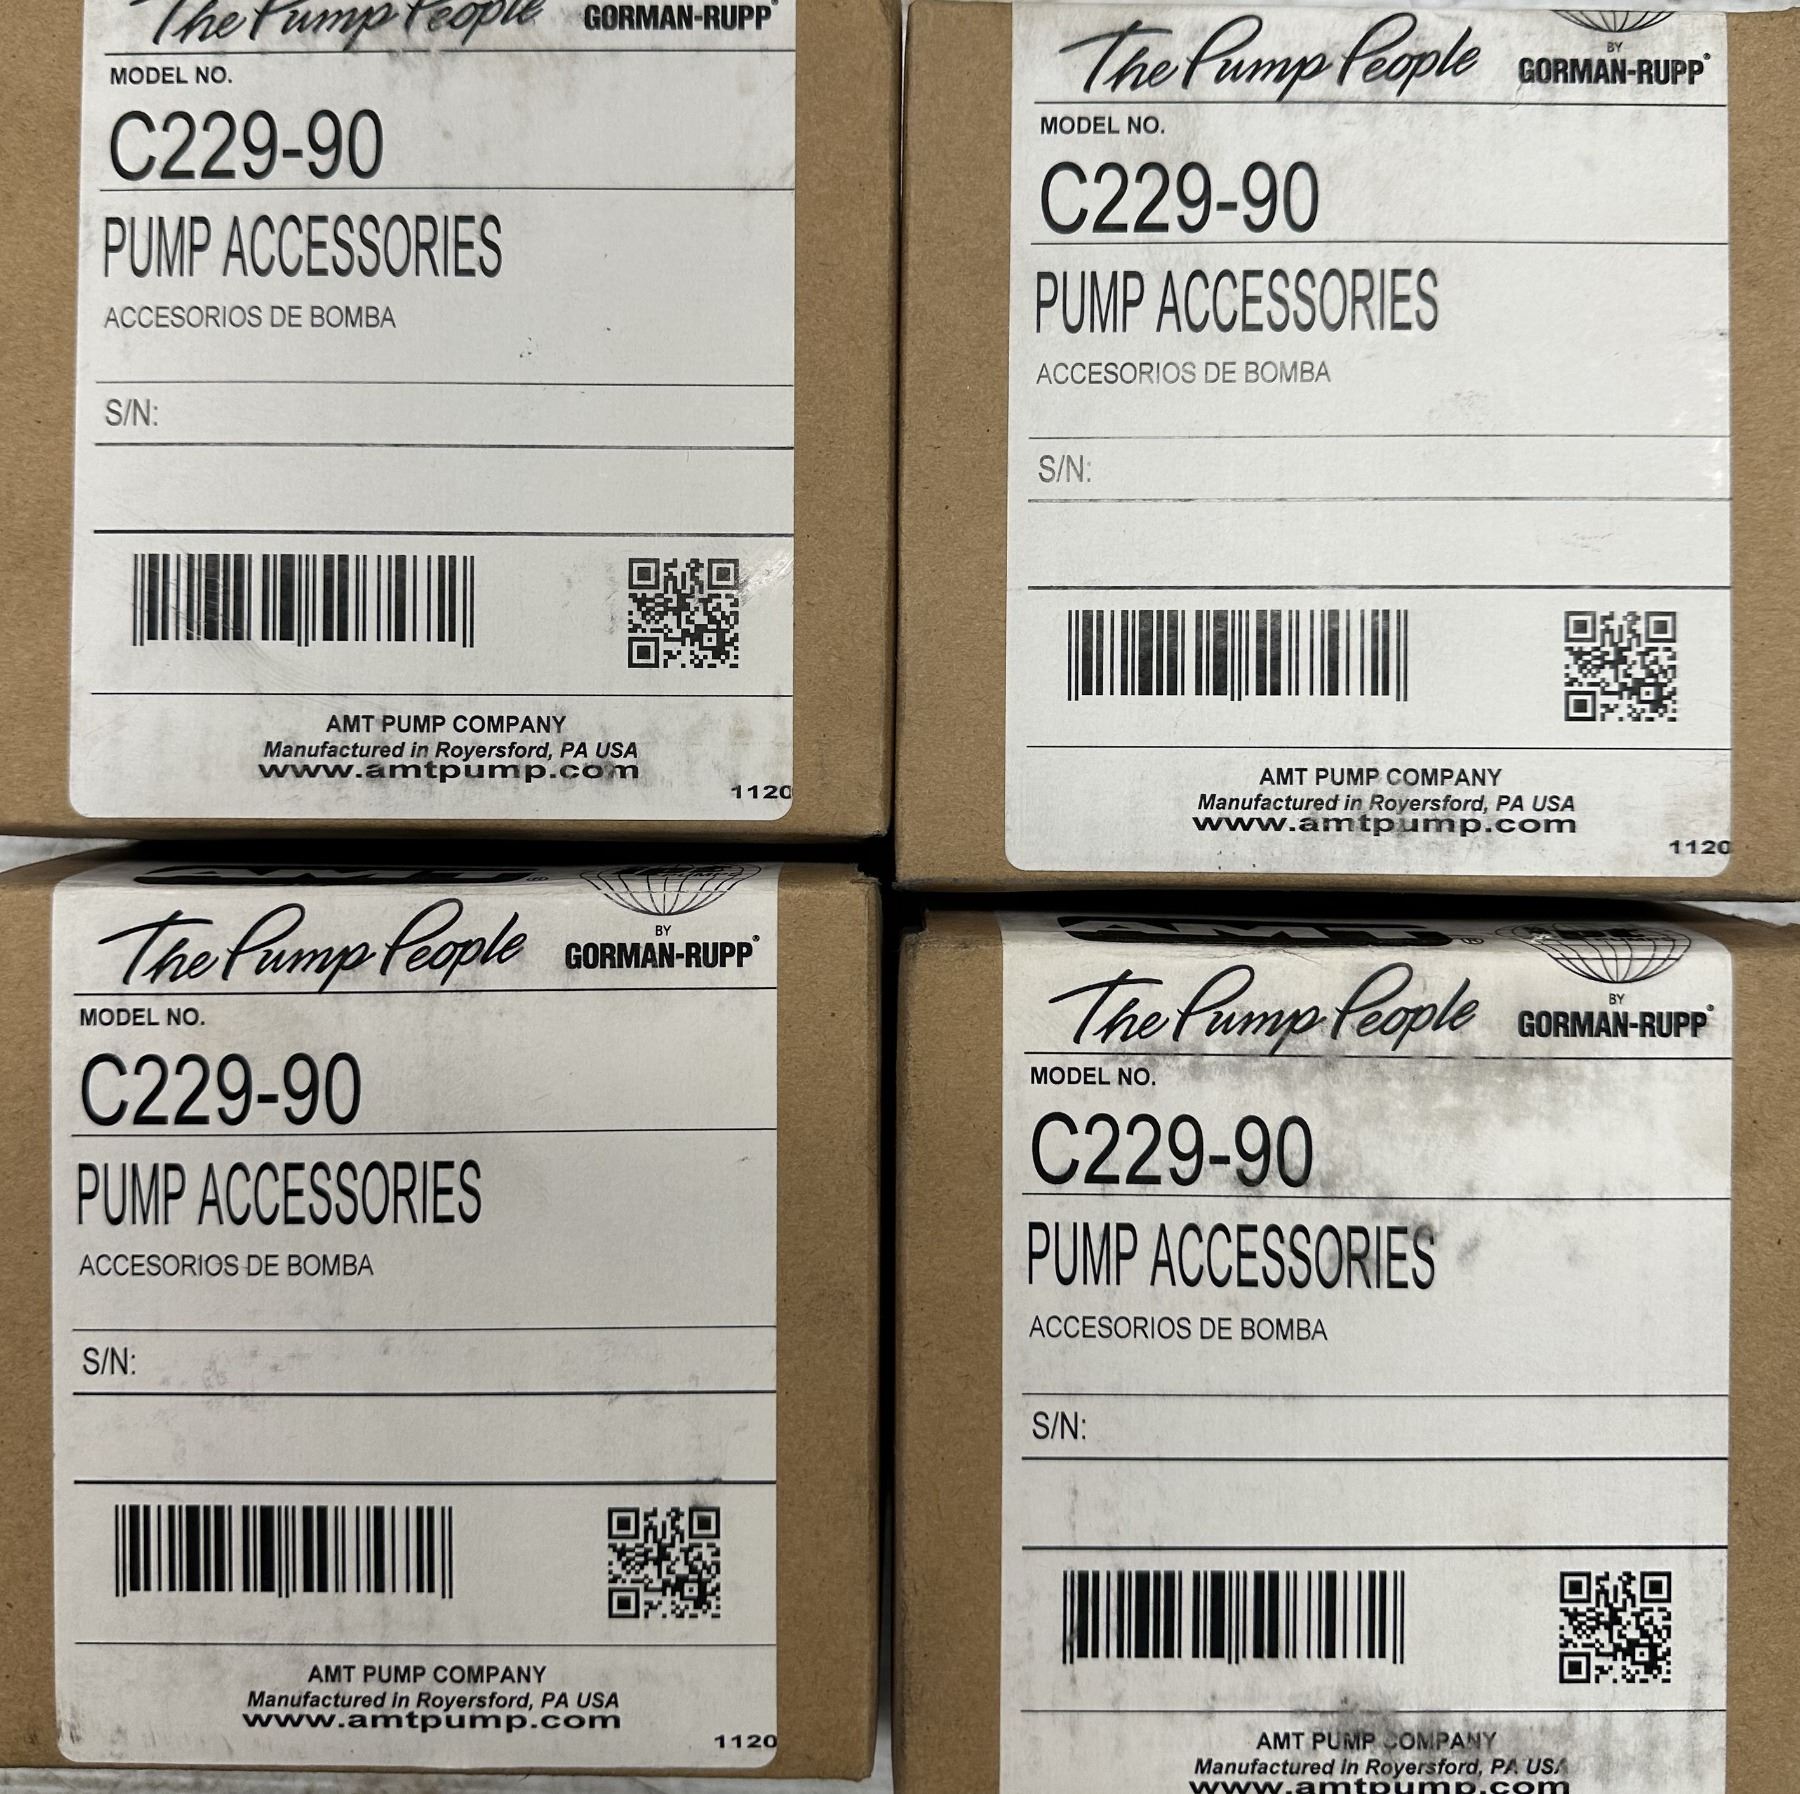 The Pump People
GORMAN-RUPP®
MODEL NO.
C229-90
PUMP ACCESSORIES
ACCESORIOS DE BOMBA
S/N:
AMT PUMP COMPANY
Manufactured in Royersford, PA USA
www.amtpump.com
1120
The Pump People
BY
GORMAN-RUPP®
MODEL NO.
C229-90
PUMP ACCESSORIES
ACCESORIOS DE BOMBA
S/N:
AMT PUMP COMPANY
Manufactured in Royersford, PA USA
www.amtpump.com
1120
AMT®
The Pump People
BY
GORMAN-RUPP®
MODEL NO.
C229-90
PUMP ACCESSORIES
ACCESORIOS DE BOMBA
S/N:
AMT PUMP COMPANY
Manufactured in Royersford, PA USA
www.amtpump.com
1120
AMT®
The Pump People
BY
GORMAN-RUPP®
MODEL NO.
C229-90
PUMP ACCESSORIES
ACCESORIOS DE BOMBA
S/N:
AMT PUMP COMPANY
Manufactured in Royersford, PA USA
www.amtpump.com